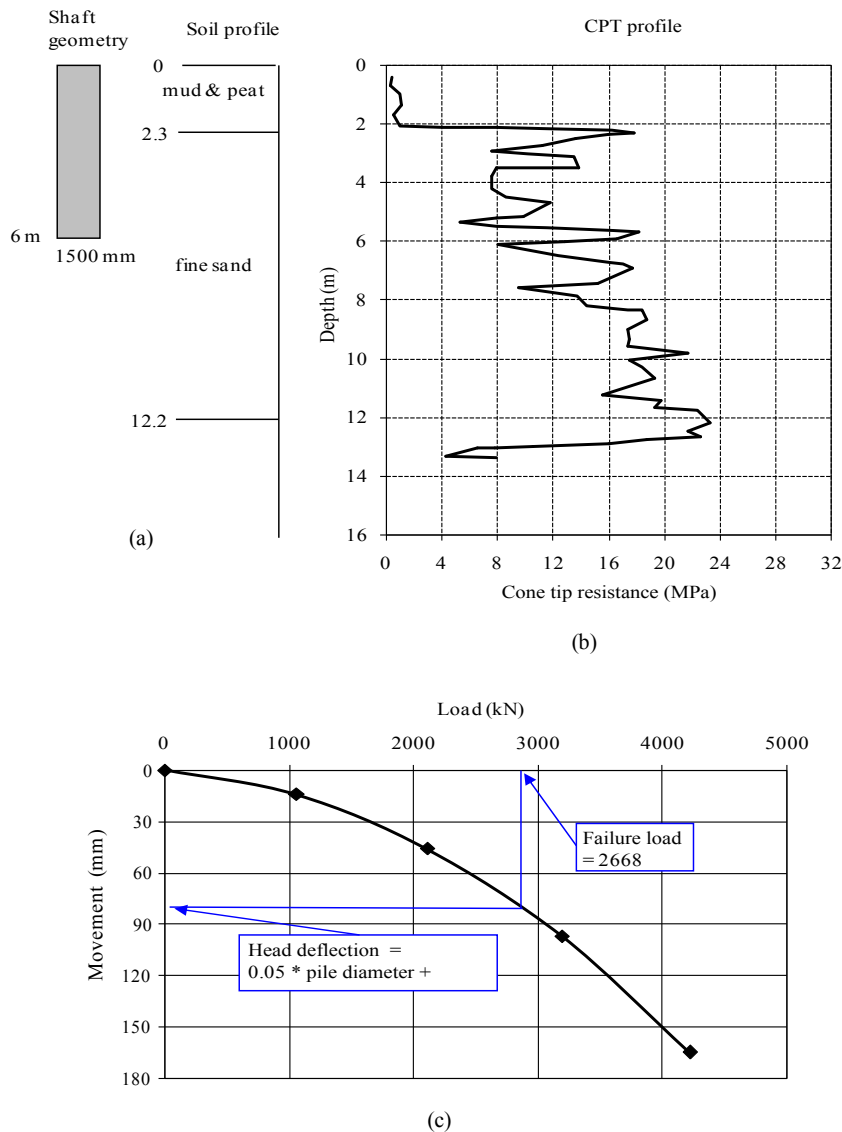 Shaft
geometry
Soil profile
CPT profile
0
mud & peat
2.3
6 m
1500 mm
fine sand
12.2
(a)
0
2
4
6
8
10
12
14
16
Depth (m)
0 4 8 12 16 20 24 28 32
Cone tip resistance (MPa)
(b)
Load (kN)
0 1000 2000 3000 4000 5000
0
30
60
90
120
150
180
Movement (mm)
Failure load
= 2668
Head deflection =
0.05 * pile diameter +
(c)